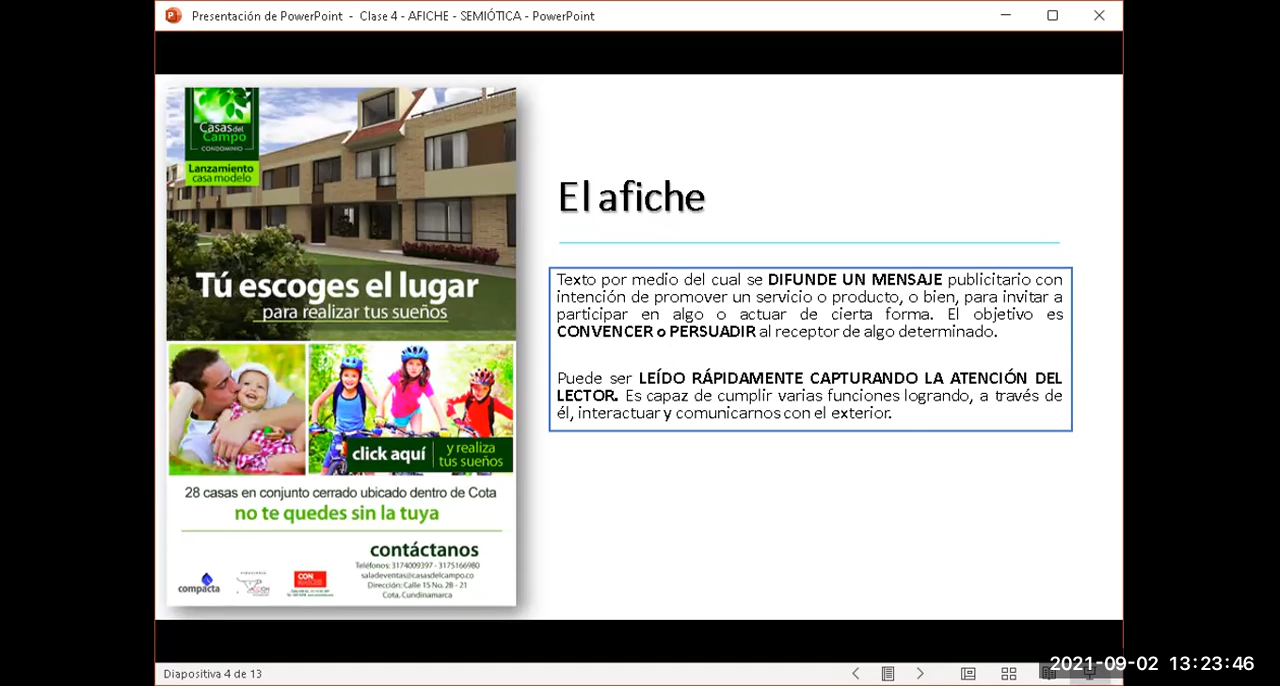 Presentación de PowerPoint - Clase 4 - AFICHE - SEMIÓTICA - PowerPoint
Casas del
Campo
CONDOMINIO
Lanzamiento
casa modelo
Tú escoges el lugar
para realizar tus sueños
click aquí
y realiza
tus sueños
28 casas en conjunto cerrado ubicado dentro de Cota
no te quedes sin la tuya
contáctanos
Teléfonos: 3174009397 - 3175166980
saladeventas@casasdelcampo.co
Dirección: Calle 15 No. 2B - 21
Cota, Cundinamarca
compacta
CON
El afiche
Texto por medio del cual se DIFUNDE UN MENSAJE publicitario con
intención de promover un servicio o producto, o bien, para invitar a
participar en algo o actuar de cierta forma. El objetivo es
CONVENCER o PERSUADIR al receptor de algo determinado.
Puede ser LEÍDO RÁPIDAMENTE CAPTURANDO LA ATENCIÓN DEL
LECTOR. Es capaz de cumplir varias funciones logrando, a través de
él, interactuar y comunicarnos con el exterior.
Diapositiva 4 de 13
2021-09-02 13:23:46